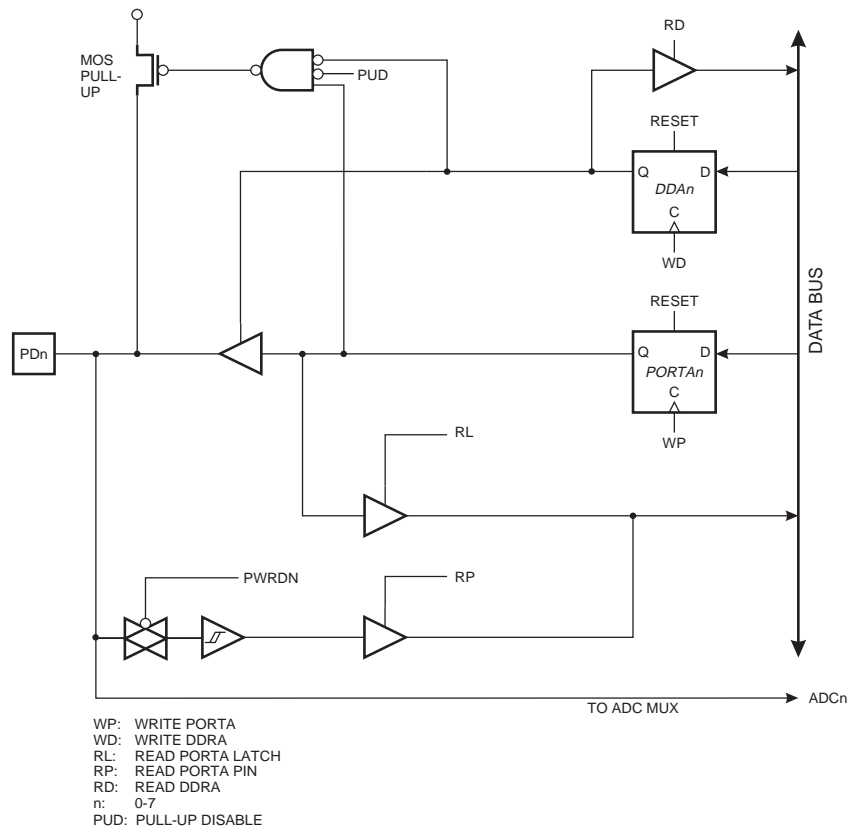 RD
MOS
PULL-
UP
PUD
RESET
Q D
DDAn
C
WD
DATA BUS
RESET
PDn
Q D
PORTAn
C
WP
RL
PWRDN
RP
TO ADC MUX
ADCn
WP: WRITE PORTA
WD: WRITE DDRA
RL: READ PORTA LATCH
RP: READ PORTA PIN
RD: READ DDRA
n: 0-7
PUD: PULL-UP DISABLE